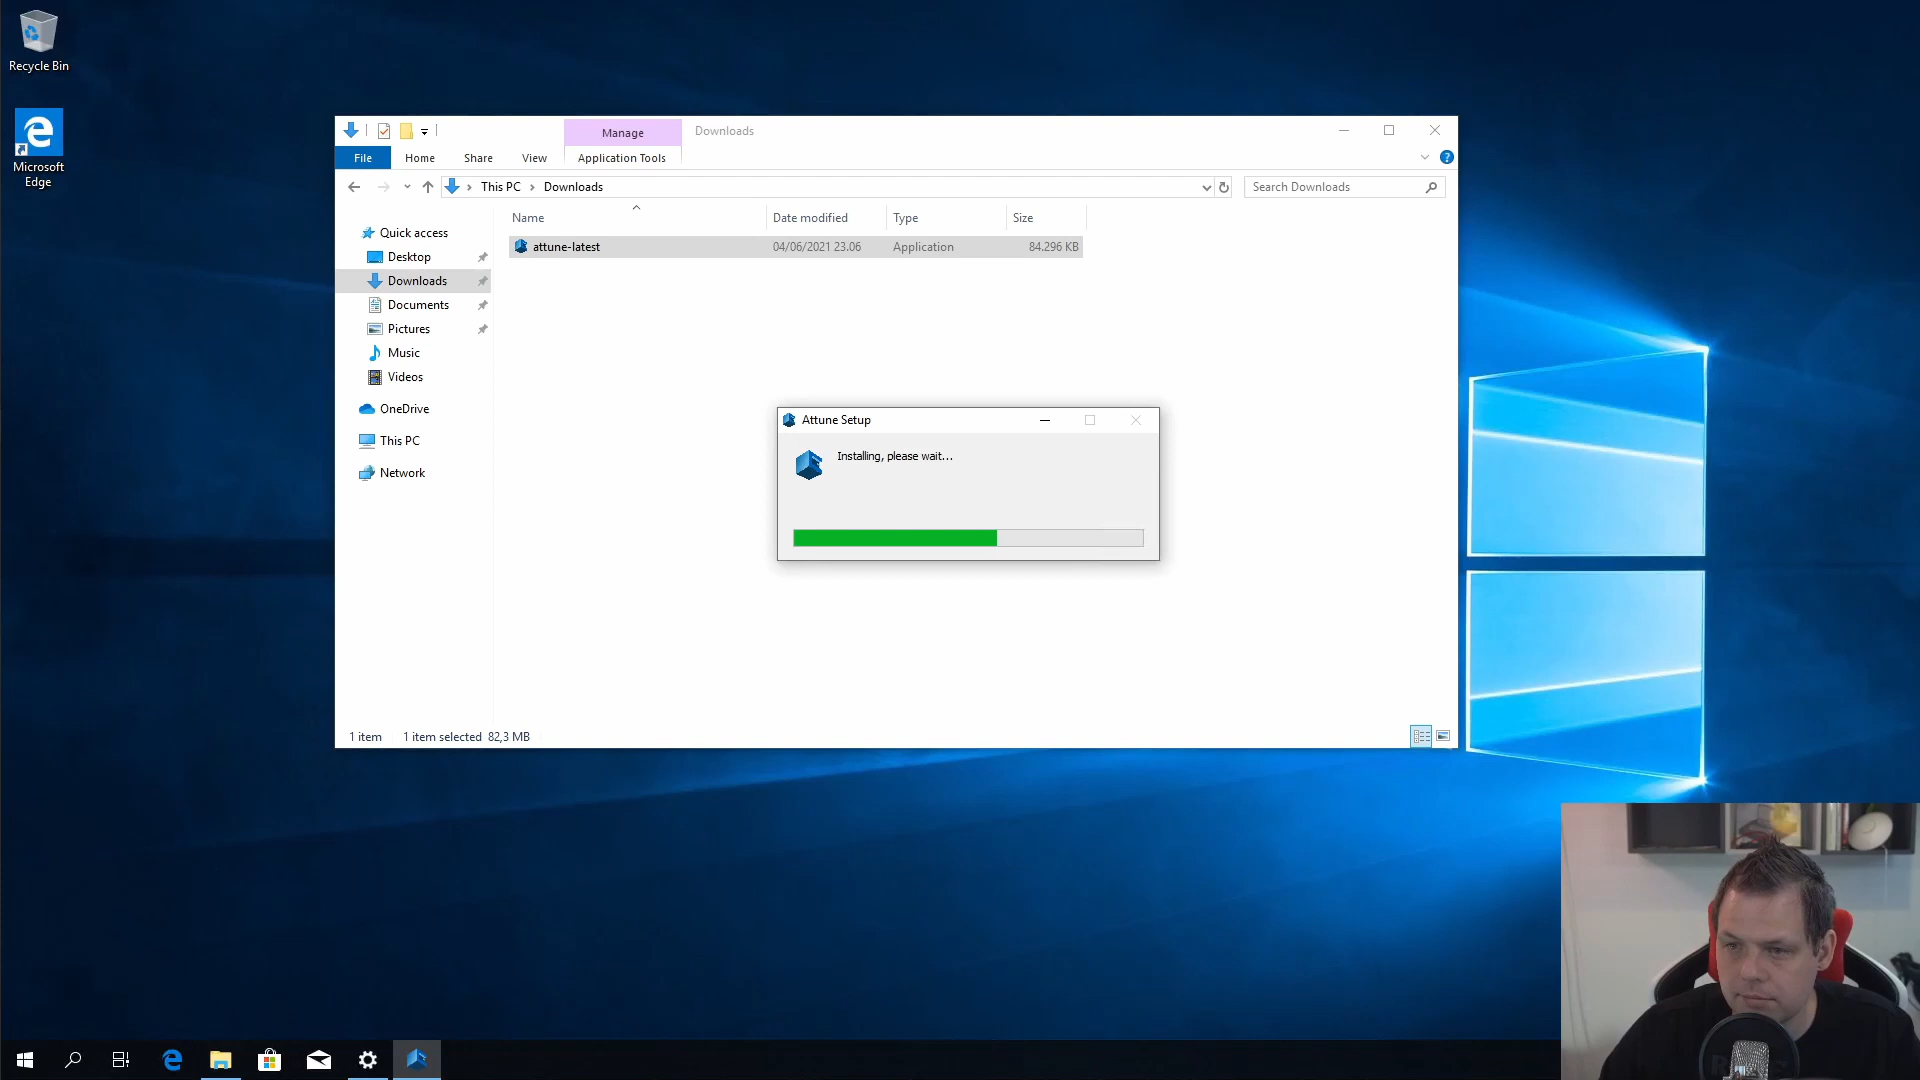 Recycle Bin
Microsoft
Edge
Manage
Downloads
File
Home
Share
View
Application Tools
This PC
Downloads
Search Downloads
Name
Date modified
Type
Size
attune-latest
04/06/2021 23.06
Application
84.296 KB
Quick access
Desktop
Downloads
Documents
Pictures
Music
Videos
OneDrive
This PC
Network
Attune Setup
Installing, please wait...
1 item
1 item selected
82,3 MB